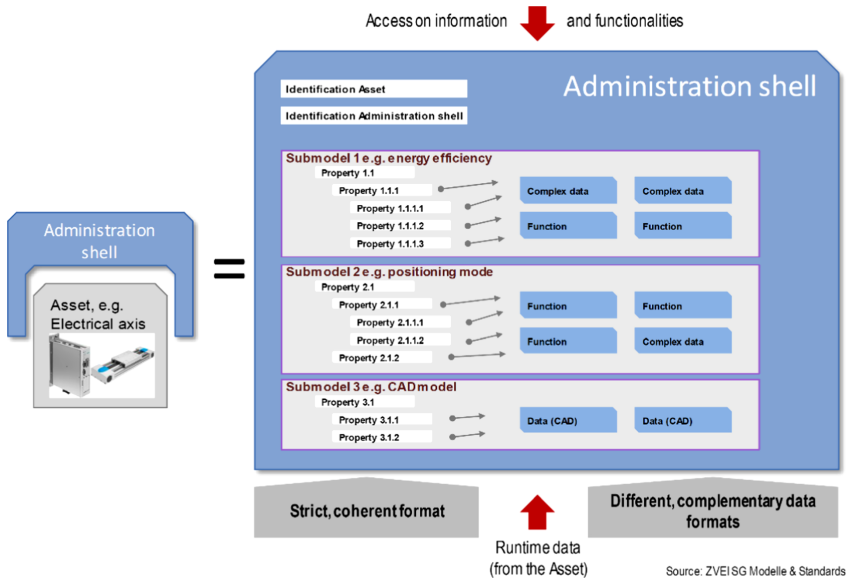 Access on information and functionalities
Administration shell
Identification Asset
Identification Administration shell
Submodel 1 e.g. energy efficiency
Property 1.1
Property 1.1.1
Property 1.1.1.1
Property 1.1.1.2
Property 1.1.1.3
Complex data
Complex data
Function
Function
Submodel 2 e.g. positioning mode
Property 2.1
Property 2.1.1
Property 2.1.1.1
Property 2.1.1.2
Property 2.1.2
Function
Function
Function
Complex data
Submodel 3 e.g. CAD model
Property 3.1
Property 3.1.1
Property 3.1.2
Data (CAD)
Data (CAD)
Administration
shell
Asset, e.g.
Electrical axis
=
Strict, coherent format
Different, complementary data
formats
Runtime data
(from the Asset)
Source: ZVEI SG Modelle & Standards